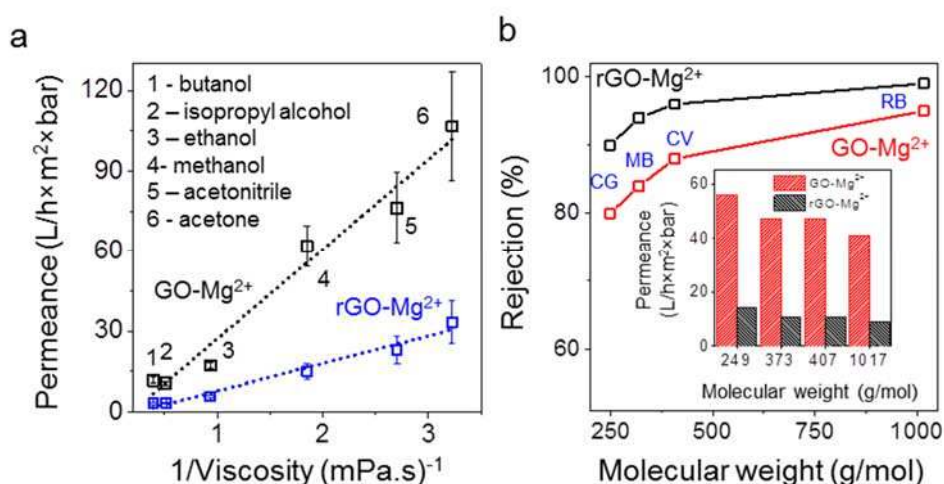 a
Permeance (L/h×m²×bar)
120
90
60
30
0
1 - butanol
2 – isopropyl alcohol
3 – ethanol
4- methanol
5 – acetonitrile
6 - acetone
GO-Mg²⁺
rGO-Mg²⁺
1
2
3
4
5
6
1
2
3
1/Viscosity (mPa.s)⁻¹
b
Rejection (%)
100
80
60
rGO-Mg²⁺
GO-Mg²⁺
CG
MB
CV
RB
Permeance
(L/h×m²×bar)
60
40
20
0
GO-Mg²⁺
rGO-Mg²⁺
249 373 407 1017
Molecular weight (g/mol)
250 500 750 1000
Molecular weight (g/mol)